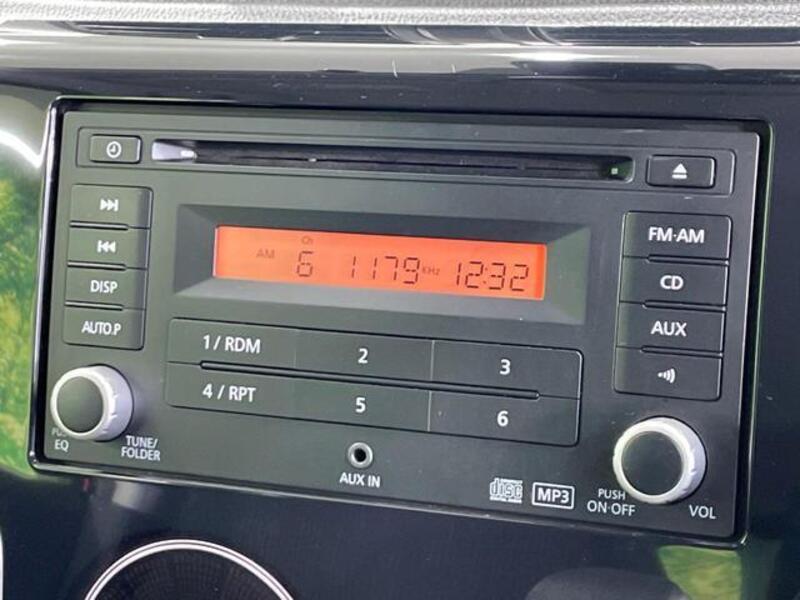 AM Ch 6 1179 KHz 12:32
DISP
AUTO.P
1 / RDM 2 3
4 / RPT 5 6
FM·AM
CD
AUX
EQ
TUNE/
FOLDER
AUX IN
disc
MP3
PUSH
ON·OFF
VOL